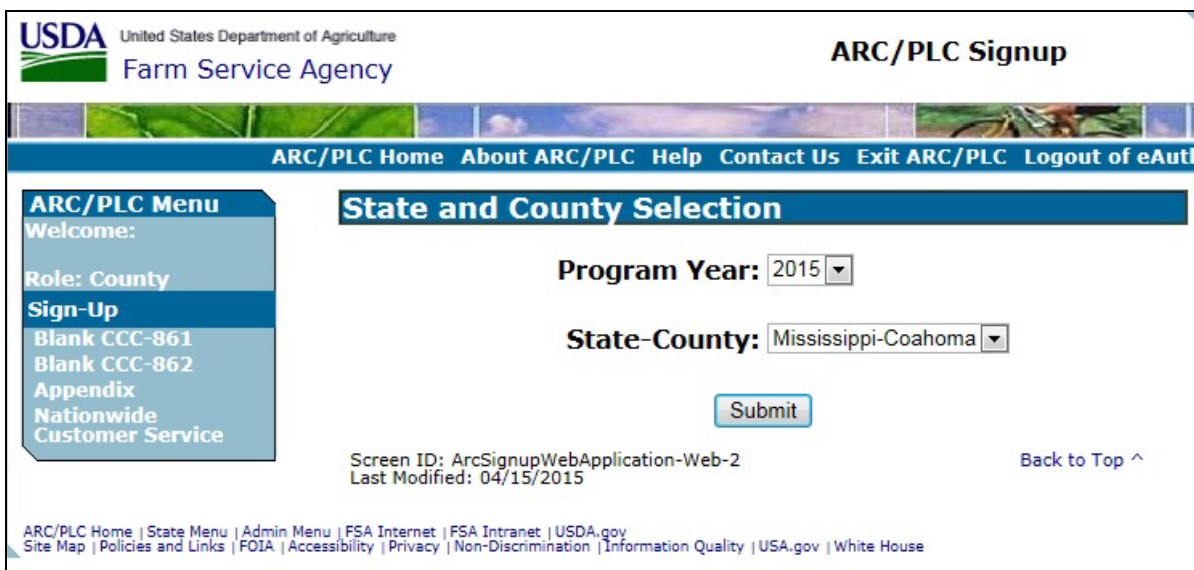 USDA United States Department of Agriculture
Farm Service Agency
ARC/PLC Signup
ARC/PLC Home About ARC/PLC Help Contact Us Exit ARC/PLC Logout of eAuth
ARC/PLC Menu
Welcome:
Role: County
Sign-Up
Blank CCC-861
Blank CCC-862
Appendix
Nationwide
Customer Service
State and County Selection
Program Year: 2015
State-County: Mississippi-Coahoma
Submit
Screen ID: ArcSignupWebApplication-Web-2
Back to Top ^
Last Modified: 04/15/2015
ARC/PLC Home | State Menu | Admin Menu | FSA Internet | FSA Intranet | USDA.gov
Site Map | Policies and Links | FOIA | Accessibility | Privacy | Non-Discrimination | Information Quality | USA.gov | White House